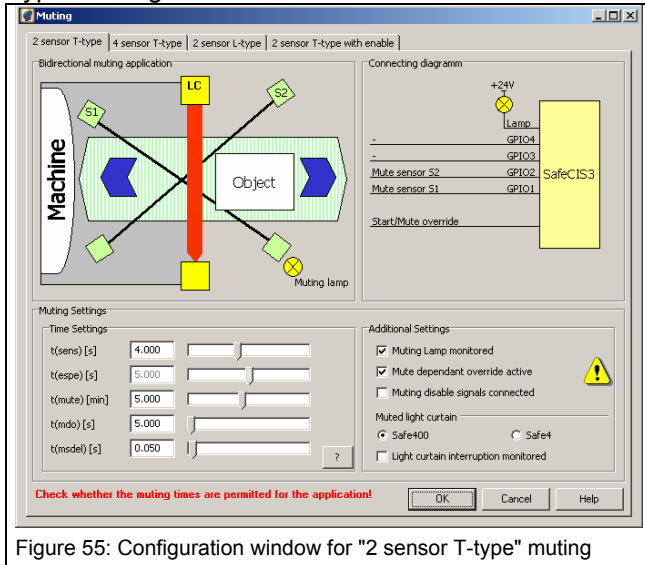 Muting
2 sensor T-type 4 sensor T-type 2 sensor L-type 2 sensor T-type with enable
Bidirectional muting application
LC
S1
S2
Machine
Object
Muting lamp
Connecting diagramm
+24V
Lamp
- GPIO4
- GPIO3
Mute sensor S2 GPIO2
Mute sensor S1 GPIO1
SafeCIS3
Start/Mute override
Muting Settings
Time Settings
t(sens) [s] 4.000
t(espe) [s] 5.000
t(mute) [min] 5.000
t(mdo) [s] 5.000
t(msdel) [s] 0.050
?
Additional Settings
Muting Lamp monitored
Mute dependant override active
Muting disable signals connected
Muted light curtain
Safe400 Safe4
Light curtain interruption monitored
Check whether the muting times are permitted for the application!
OK Cancel Help
Figure 55: Configuration window for "2 sensor T-type" muting